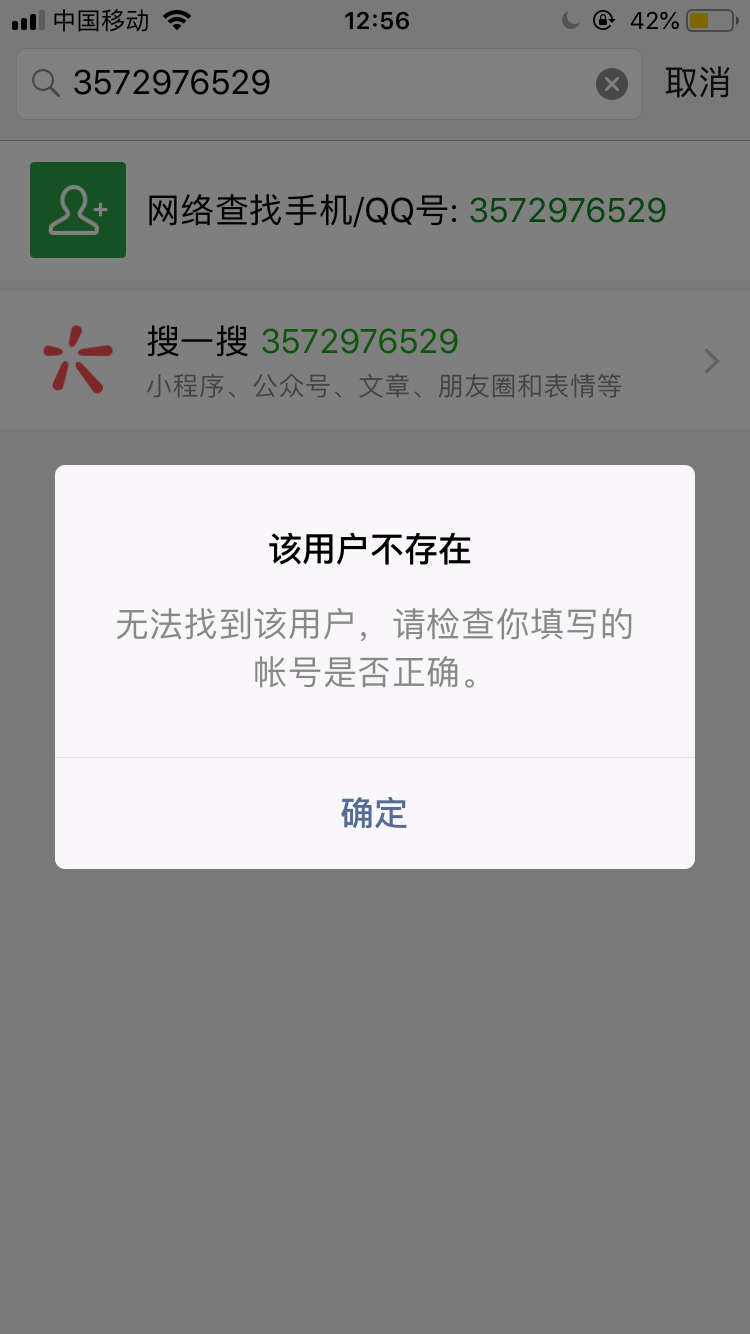 中国移动 12:56 42%
3572976529 取消
网络查找手机/QQ号: 3572976529
搜一搜 3572976529
小程序、公众号、文章、朋友圈和表情等
该用户不存在
无法找到该用户，请检查你填写的
帐号是否正确。
确定